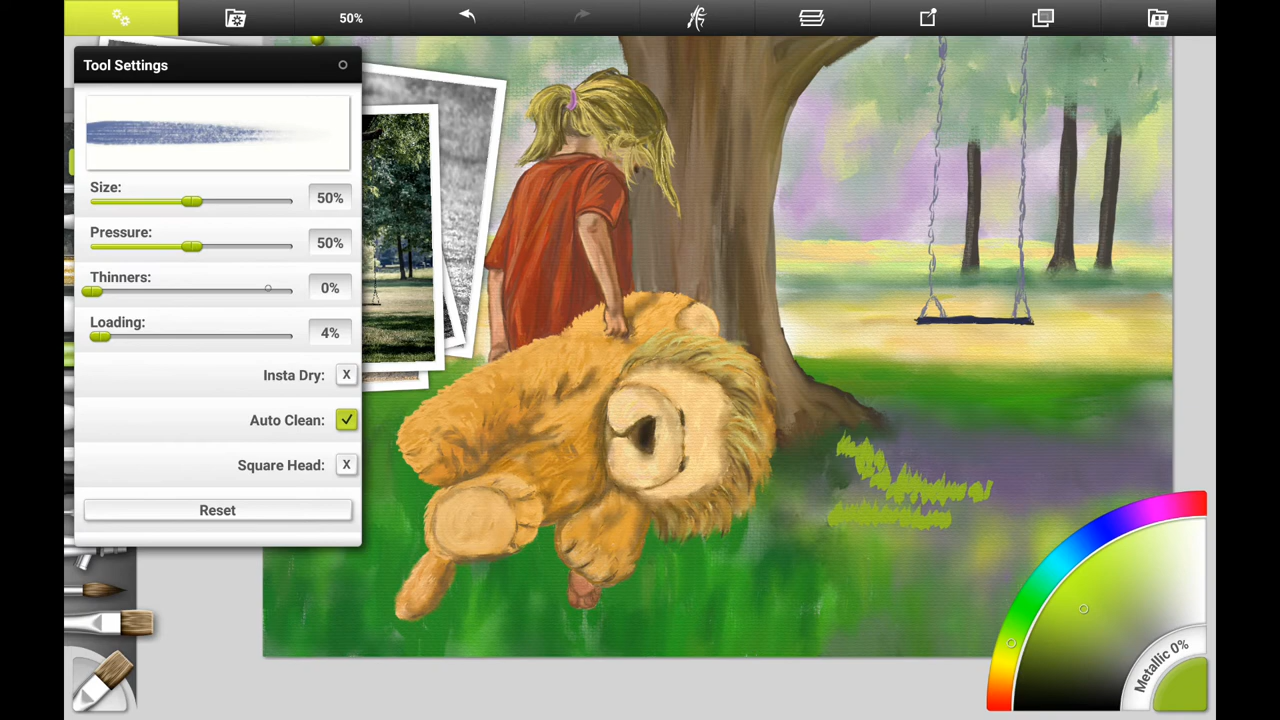 50%
Tool Settings
Size:
50%
Pressure:
50%
Thinners:
0%
Loading:
4%
Insta Dry: X
Auto Clean:
Square Head: X
Reset
Metallic 0%